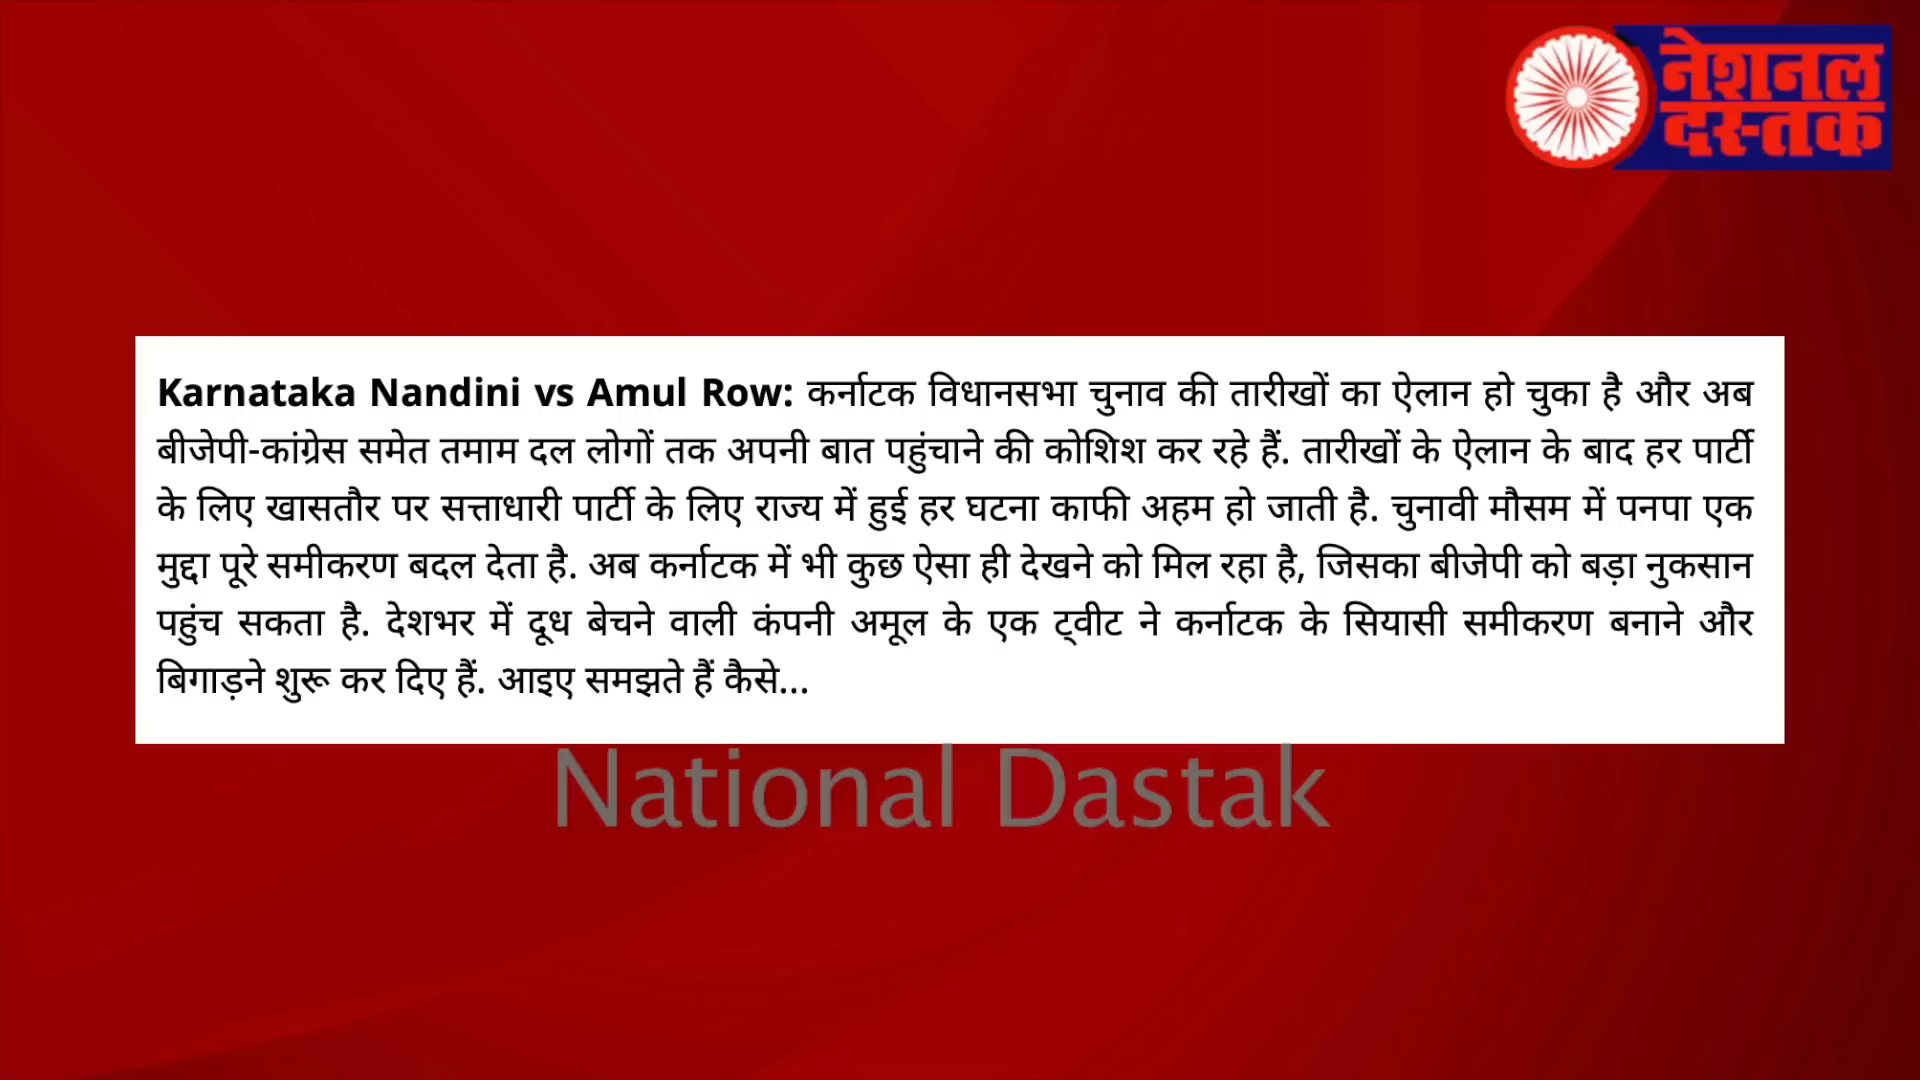 नेशनल
दस्तक
Karnataka Nandini vs Amul Row: कर्नाटक विधानसभा चुनाव की तारीखों का ऐलान हो चुका है और अब
बीजेपी-कांग्रेस समेत तमाम दल लोगों तक अपनी बात पहुंचाने की कोशिश कर रहे हैं. तारीखों के ऐलान के बाद हर पार्टी
के लिए खासतौर पर सत्ताधारी पार्टी के लिए राज्य में हुई हर घटना काफी अहम हो जाती है. चुनावी मौसम में पनपा एक
मुद्दा पूरे समीकरण बदल देता है. अब कर्नाटक में भी कुछ ऐसा ही देखने को मिल रहा है, जिसका बीजेपी को बड़ा नुकसान
पहुंच सकता है. देशभर में दूध बेचने वाली कंपनी अमूल के एक ट्वीट ने कर्नाटक के सियासी समीकरण बनाने और
बिगाड़ने शुरू कर दिए हैं. आइए समझते हैं कैसे...
National Dastak